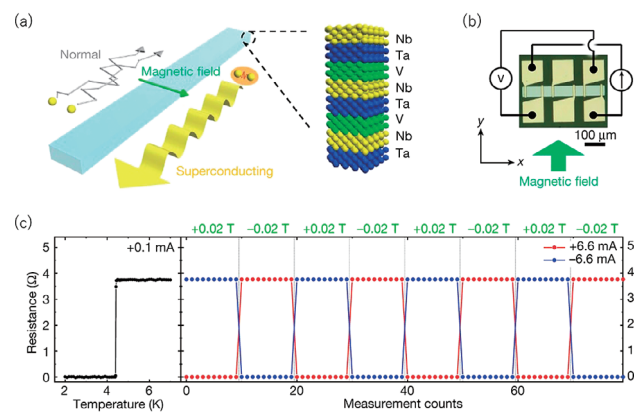 (a)
Normal
Magnetic field
Superconducting
Nb
Ta
V
Nb
Ta
V
Nb
Ta
(b)
V
100 μm
y
x
Magnetic field
(c)
+0.02 T −0.02 T +0.02 T −0.02 T +0.02 T −0.02 T +0.02 T −0.02 T
+0.1 mA
+6.6 mA
−6.6 mA
Resistance (Ω)
5
4
3
2
1
0
5
4
3
2
1
0
2 4 6
0 20 40 60
Temperature (K)
Measurement counts